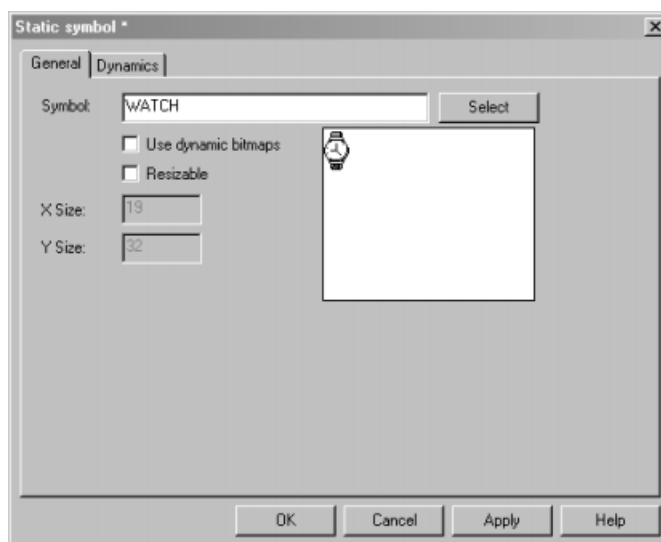 Static symbol *
General Dynamics
Symbol: WATCH Select
Use dynamic bitmaps
Resizable
X Size: 19
Y Size: 32
OK Cancel Apply Help